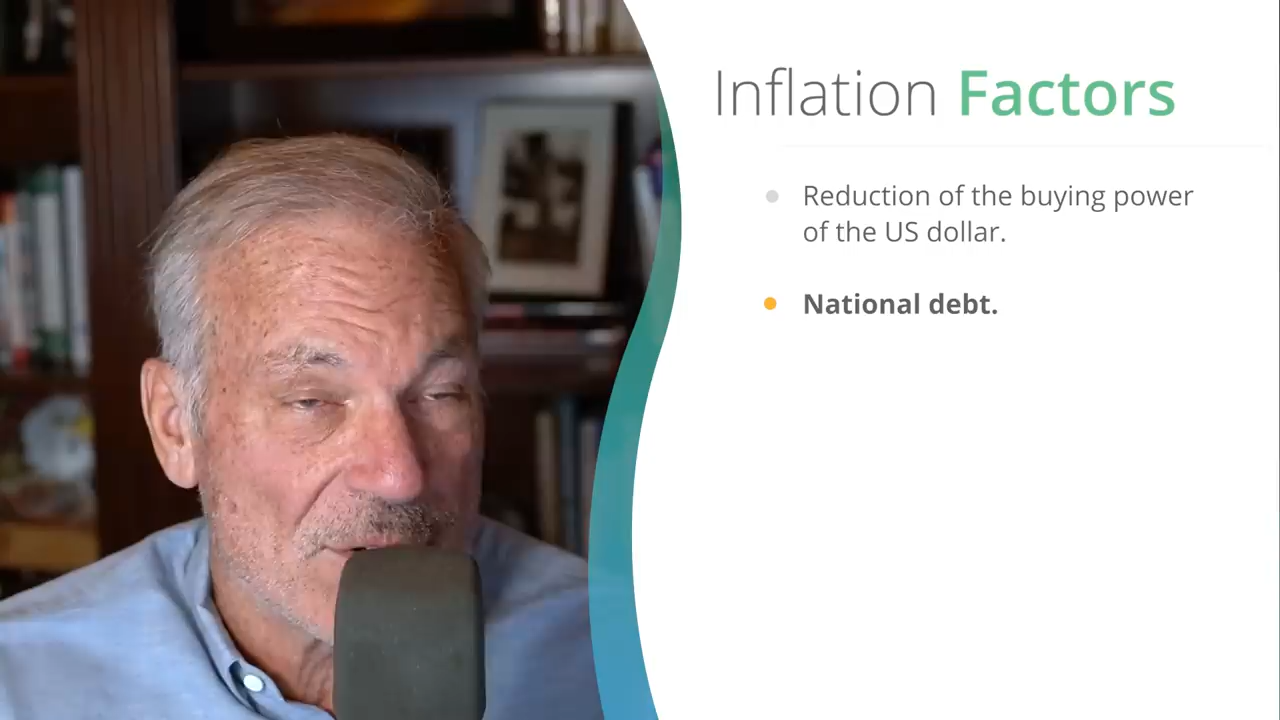 Inflation Factors
Reduction of the buying power
of the US dollar.
National debt.